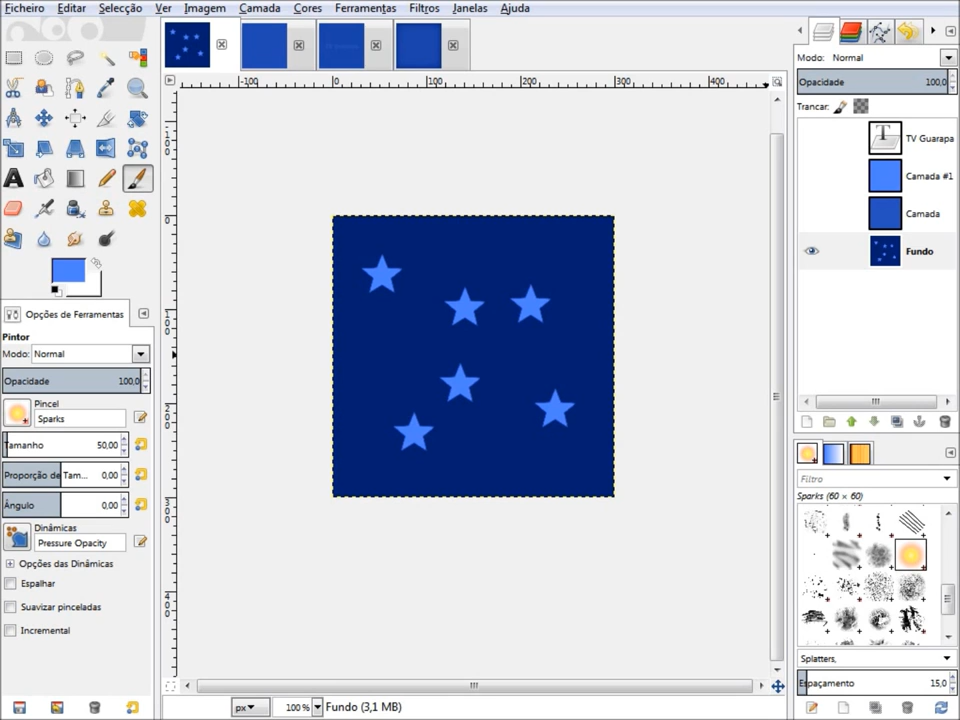 Ficheiro Editar Selecção Ver Imagem Camada Cores Ferramentas Filtros Janelas Ajuda
-100 0 100 200 300 400
Modo: Normal
Opacidade 100,0
Trancar:
TV Guarapa
Camada #1
Camada
Fundo
Opções de Ferramentas
Pintor
Modo: Normal
Opacidade 100,0
Pincel
Sparks
Tamanho 50,00
Proporção de Tam... 0,00
Ângulo 0,00
Dinâmicas
Pressure Opacity
Opções das Dinâmicas
Espalhar
Suavizar pinceladas
Incremental
Filtro
Sparks (60 × 60)
Splatters,
Espaçamento 15,0
px 100 % Fundo (3,1 MB)